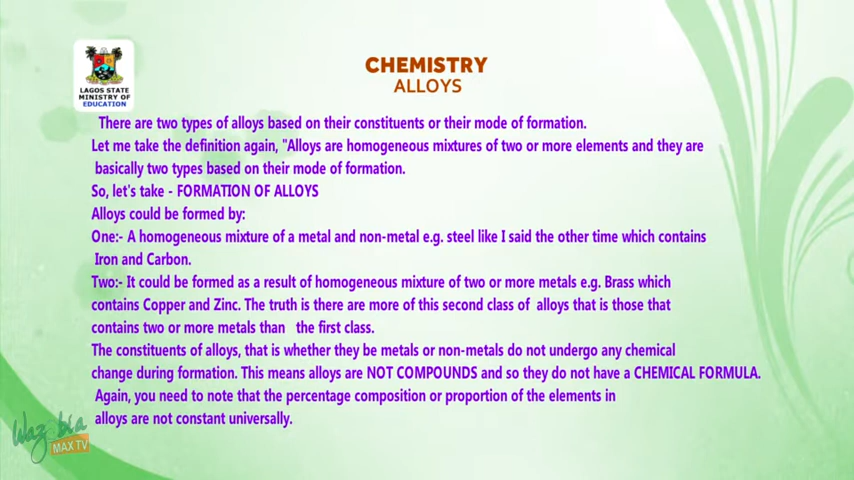 LAGOS STATE
MINISTRY OF
EDUCATION
CHEMISTRY
ALLOYS
There are two types of alloys based on their constituents or their mode of formation.
Let me take the definition again, "Alloys are homogeneous mixtures of two or more elements and they are
basically two types based on their mode of formation.
So, let's take - FORMATION OF ALLOYS
Alloys could be formed by:
One:- A homogeneous mixture of a metal and non-metal e.g. steel like I said the other time which contains
Iron and Carbon.
Two:- It could be formed as a result of homogeneous mixture of two or more metals e.g. Brass which
contains Copper and Zinc. The truth is there are more of this second class of alloys that is those that
contains two or more metals than the first class.
The constituents of alloys, that is whether they be metals or non-metals do not undergo any chemical
change during formation. This means alloys are NOT COMPOUNDS and so they do not have a CHEMICAL FORMULA.
Again, you need to note that the percentage composition or proportion of the elements in
alloys are not constant universally.
Wazobia
MAX TV